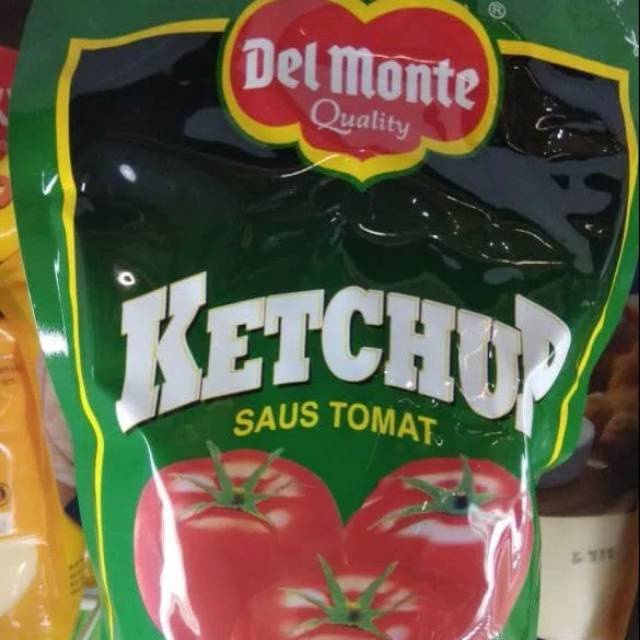 ®
Del Monte
Quality
KETCHUP
SAUS TOMAT